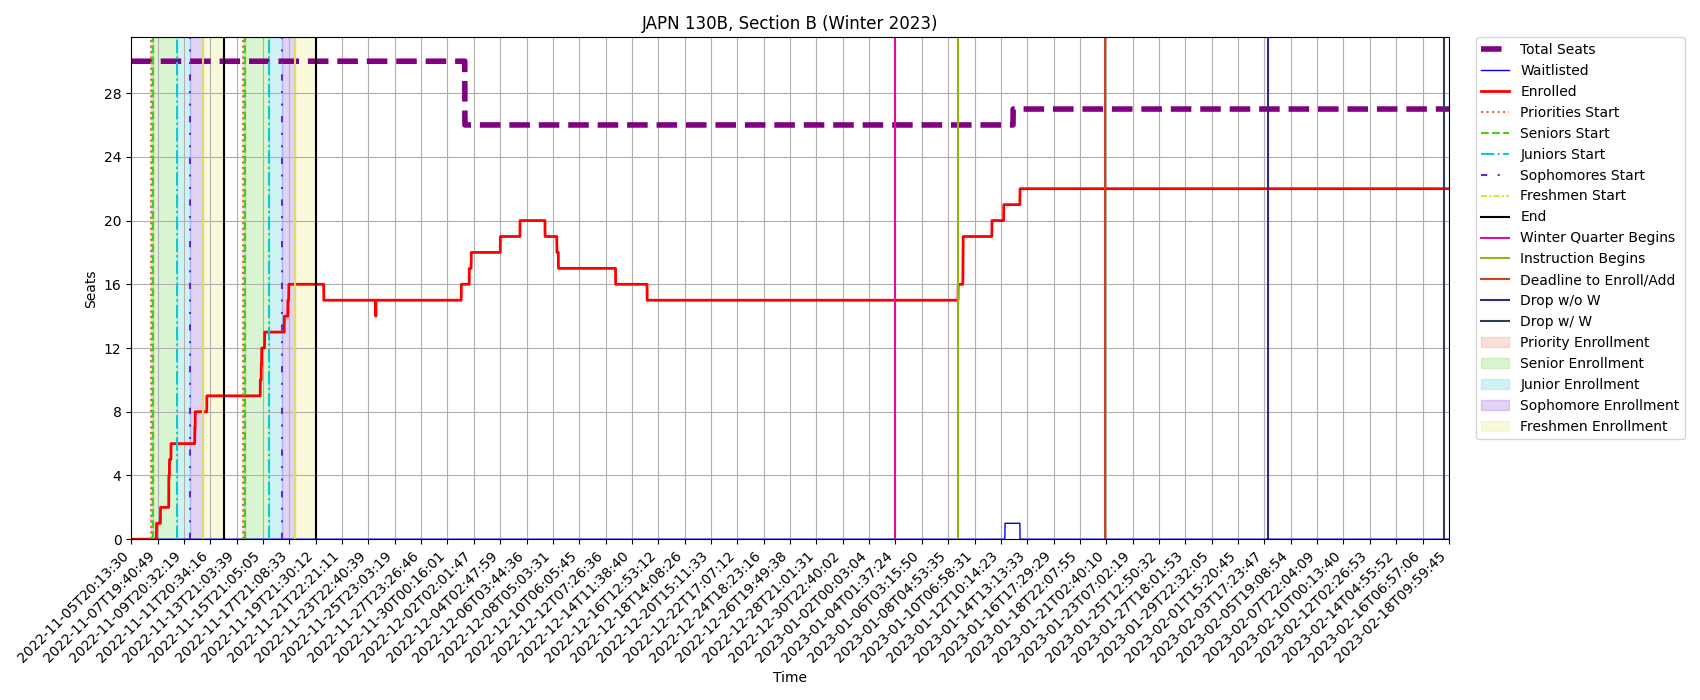 JAPN 130B, Section B (Winter 2023)
Total Seats
Waitlisted
Enrolled
Priorities Start
Seniors Start
Juniors Start
Sophomores Start
Freshmen Start
End
Winter Quarter Begins
Instruction Begins
Deadline to Enroll/Add
Drop w/o W
Drop w/ W
Priority Enrollment
Senior Enrollment
Junior Enrollment
Sophomore Enrollment
Freshmen Enrollment
Seats
28
24
20
16
12
8
4
0
2022-11-05T20:13:30
2022-11-07T19:40:49
2022-11-09T20:32:19
2022-11-11T20:34:16
2022-11-13T21:03:39
2022-11-15T21:05:05
2022-11-17T21:08:33
2022-11-19T21:30:12
2022-11-21T22:21:11
2022-11-23T22:40:39
2022-11-25T23:03:19
2022-11-27T23:26:46
2022-11-30T00:16:01
2022-12-02T02:01:47
2022-12-04T02:47:59
2022-12-06T03:44:36
2022-12-08T05:03:31
2022-12-10T06:05:45
2022-12-12T07:26:36
2022-12-14T11:38:40
2022-12-16T12:53:12
2022-12-18T14:08:26
2022-12-20T15:11:33
2022-12-22T17:07:12
2022-12-24T18:23:16
2022-12-26T19:49:38
2022-12-28T21:01:31
2022-12-30T22:40:02
2023-01-02T00:03:04
2023-01-04T01:37:24
2023-01-06T03:15:50
2023-01-08T04:53:35
2023-01-10T06:58:31
2023-01-12T10:14:23
2023-01-14T13:13:33
2023-01-16T17:29:29
2023-01-18T22:07:55
2023-01-21T02:40:10
2023-01-23T07:02:19
2023-01-25T12:50:32
2023-01-27T18:01:53
2023-01-29T22:32:05
2023-02-01T15:20:45
2023-02-03T17:23:47
2023-02-05T19:08:54
2023-02-07T22:04:09
2023-02-10T00:13:40
2023-02-12T02:26:53
2023-02-14T04:55:52
2023-02-16T06:57:06
2023-02-18T09:59:45
Time